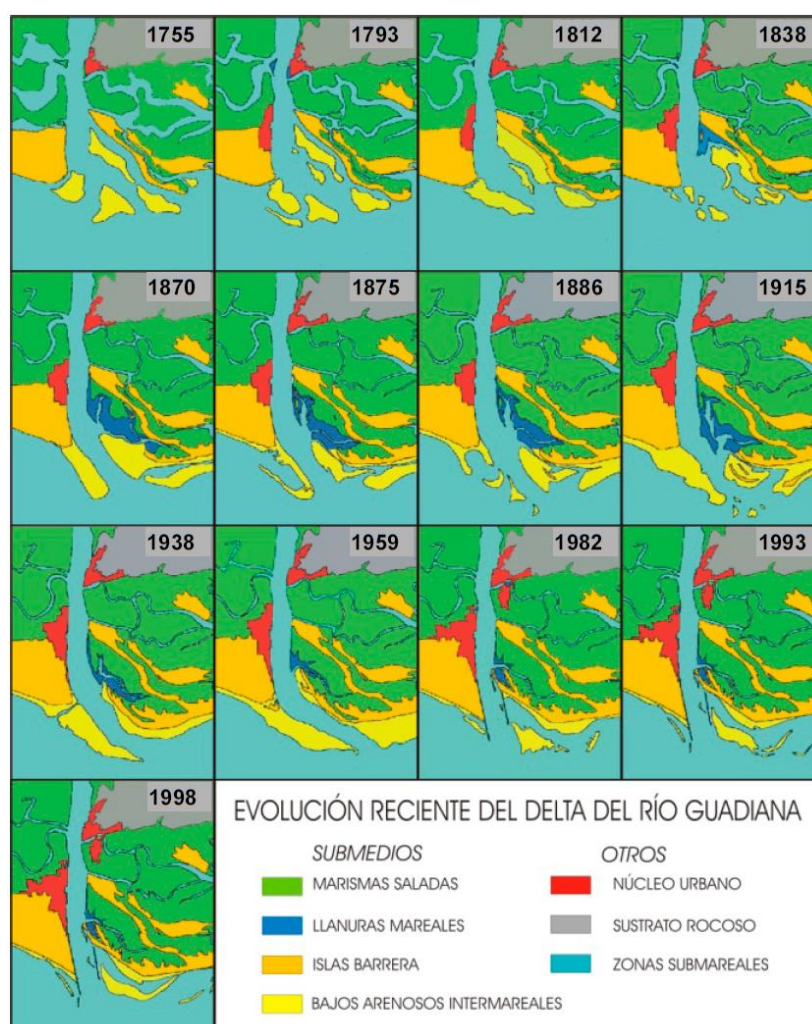 1755
1793
1812
1838
1870
1875
1886
1915
1938
1959
1982
1993
1998
EVOLUCIÓN RECIENTE DEL DELTA DEL RÍO GUADIANA
SUBMEDIOS
MARISMAS SALADAS
LLANURAS MAREALES
ISLAS BARRERA
BAJOS ARENOSOS INTERMAREALES
OTROS
NÚCLEO URBANO
SUSTRATO ROCOSO
ZONAS SUBMAREALES